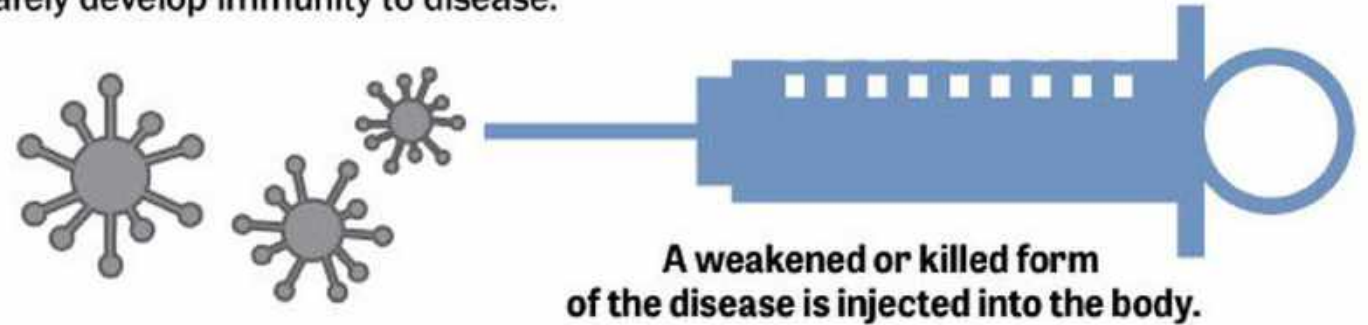 develop immunity to disease.
A weakened or killed form
of the disease is injected into the body.